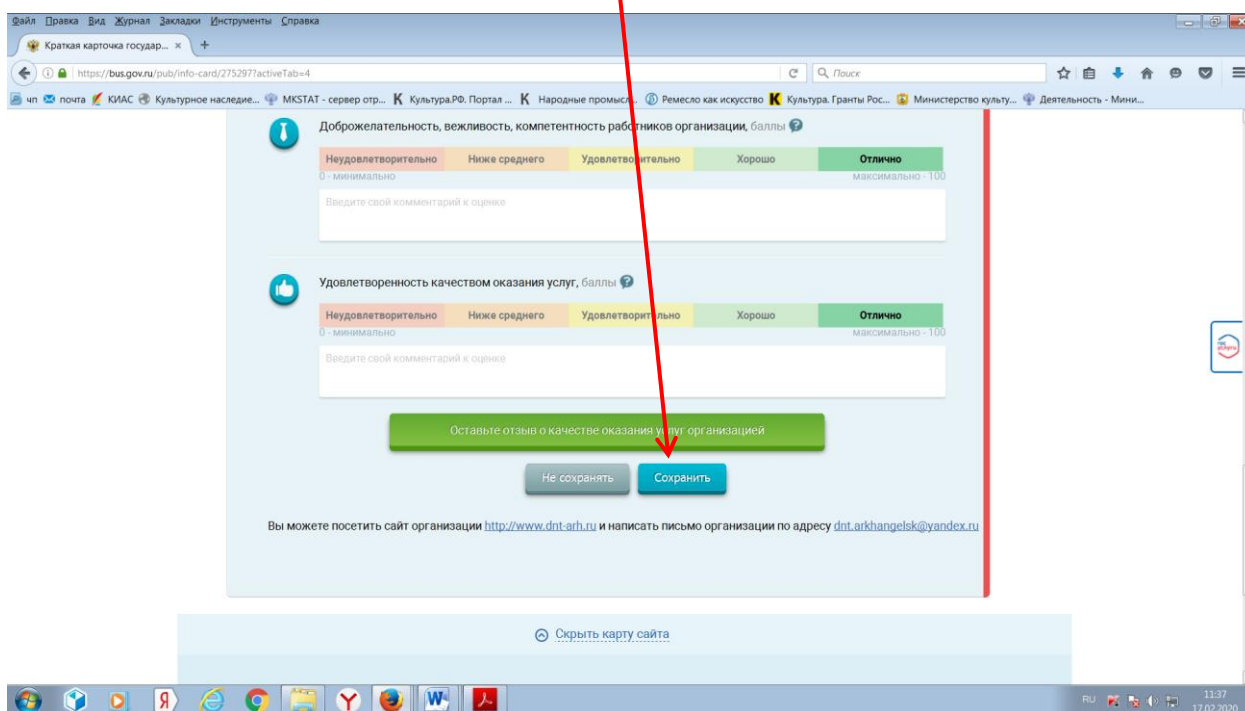 Файл Правка Вид Журнал Закладки Инструменты Справка
Краткая карточка государ... × +
https://bus.gov.ru/pub/info-card/27529?activeTab=4
Поиск
чп почта КИАС Культурное наследие... MKSTAT - сервер отр... Культура.РФ. Портал ... Народные промысл... Ремесло как искусство Культура. Гранты Рос... Министерство культу... Деятельность - Мини...
Доброжелательность, вежливость, компетентность работников организации, баллы ?
Неудовлетворительно Ниже среднего Удовлетворительно Хорошо Отлично
0 - минимально максимально - 100
Введите свой комментарий к оценке
Удовлетворенность качеством оказания услуг, баллы ?
Неудовлетворительно Ниже среднего Удовлетворительно Хорошо Отлично
0 - минимально максимально - 100
Введите свой комментарий к оценке
Оставьте отзыв о качестве оказания услуг организацией
Не сохранять Сохранить
Вы можете посетить сайт организации http://www.dnt-arh.ru и написать письмо организации по адресу dnt.arkhangelsk@yandex.ru
Скрыть карту сайта
RU 11:37
17.02.2020